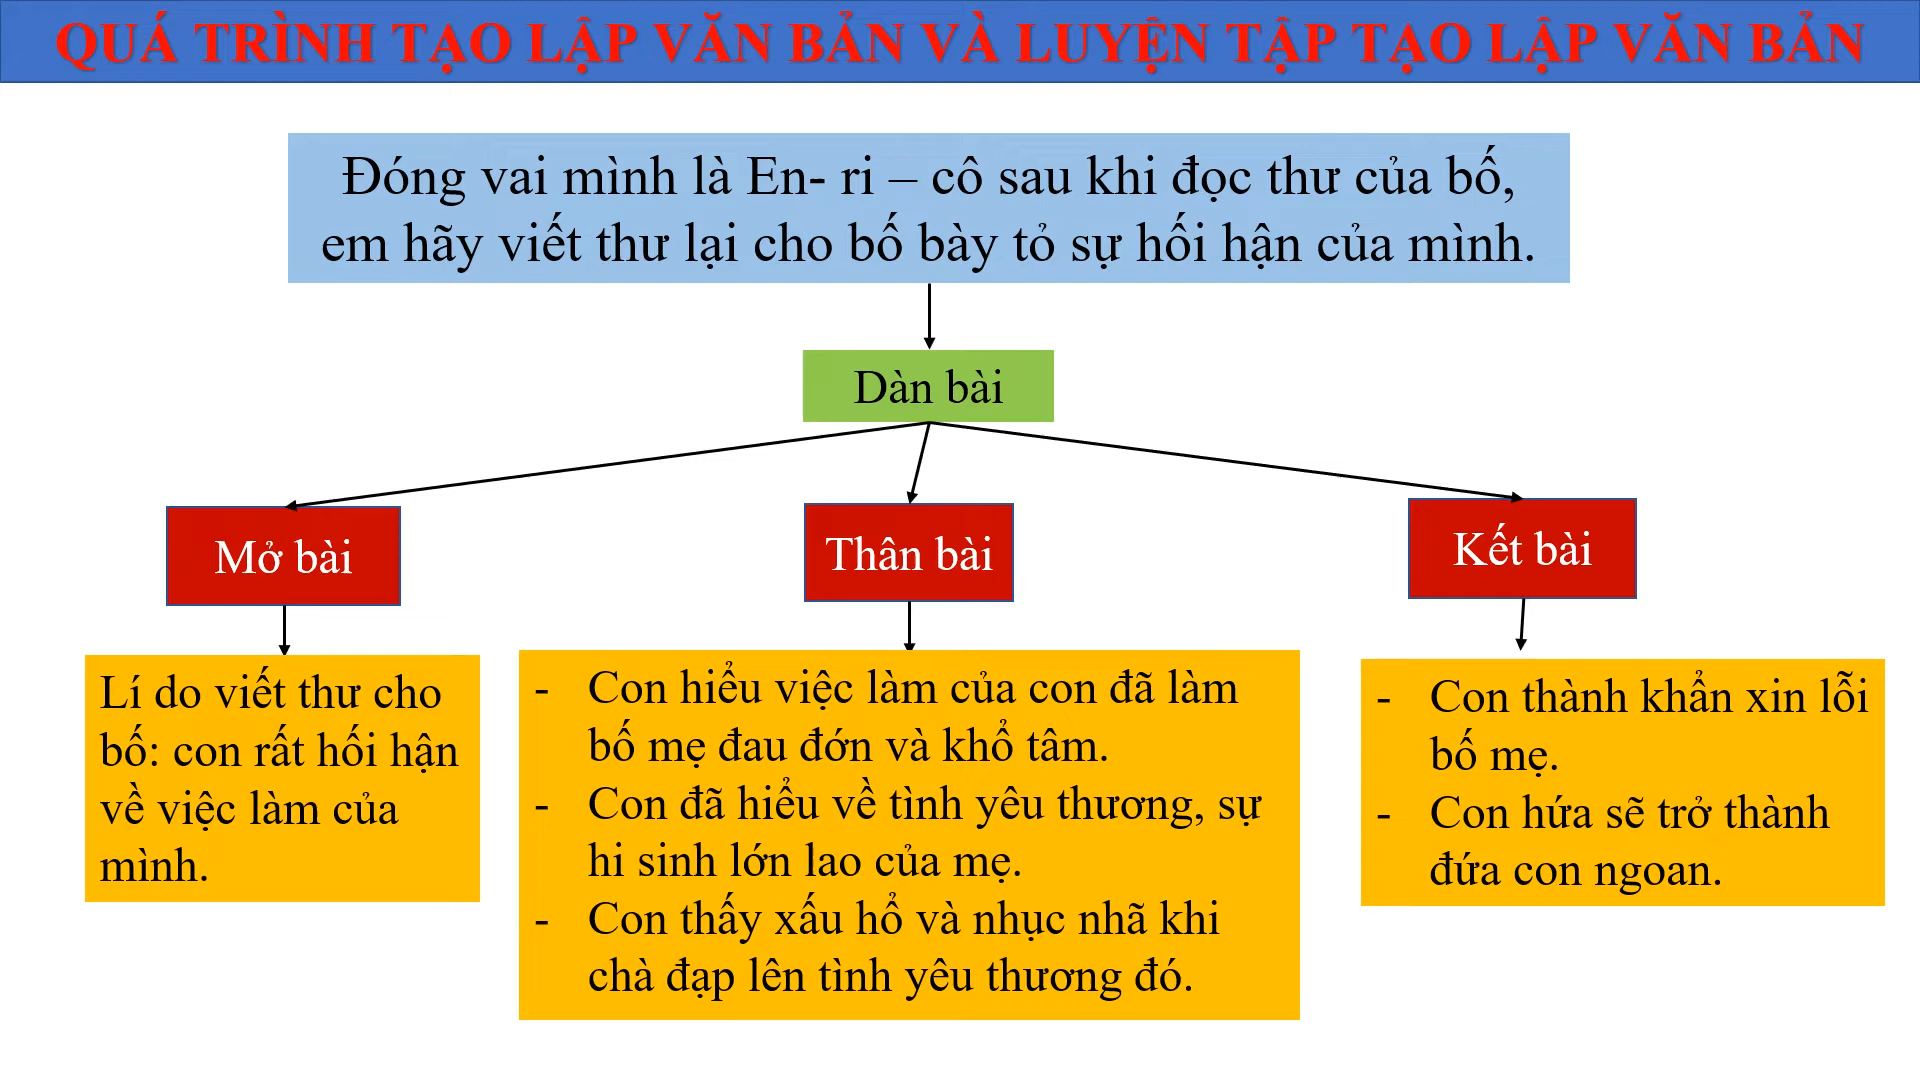 QUÁ TRÌNH TẠO LẬP VĂN BẢN VÀ LUYỆN TẬP TẠO LẬP VĂN BẢN
Đóng vai mình là En- ri – cô sau khi đọc thư của bố,
em hãy viết thư lại cho bố bày tỏ sự hối hận của mình.
Dàn bài
Mở bài
Thân bài
Kết bài
Lí do viết thư cho
bố: con rất hối hận
về việc làm của
mình.
- Con hiểu việc làm của con đã làm
bố mẹ đau đớn và khổ tâm.
- Con đã hiểu về tình yêu thương, sự
hi sinh lớn lao của mẹ.
- Con thấy xấu hổ và nhục nhã khi
chà đạp lên tình yêu thương đó.
- Con thành khẩn xin lỗi
bố mẹ.
- Con hứa sẽ trở thành
đứa con ngoan.